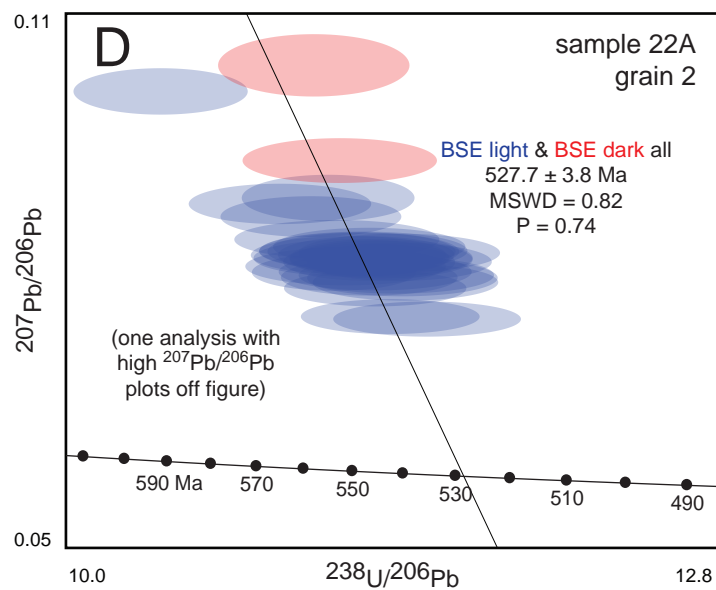 0.11
D
sample 22A
grain 2
BSE light & BSE dark all
527.7 ± 3.8 Ma
MSWD = 0.82
P = 0.74
207Pb/206Pb
(one analysis with
high 207Pb/206Pb
plots off figure)
590 Ma
570
550
530
510
490
0.05
10.0
238U/206Pb
12.8